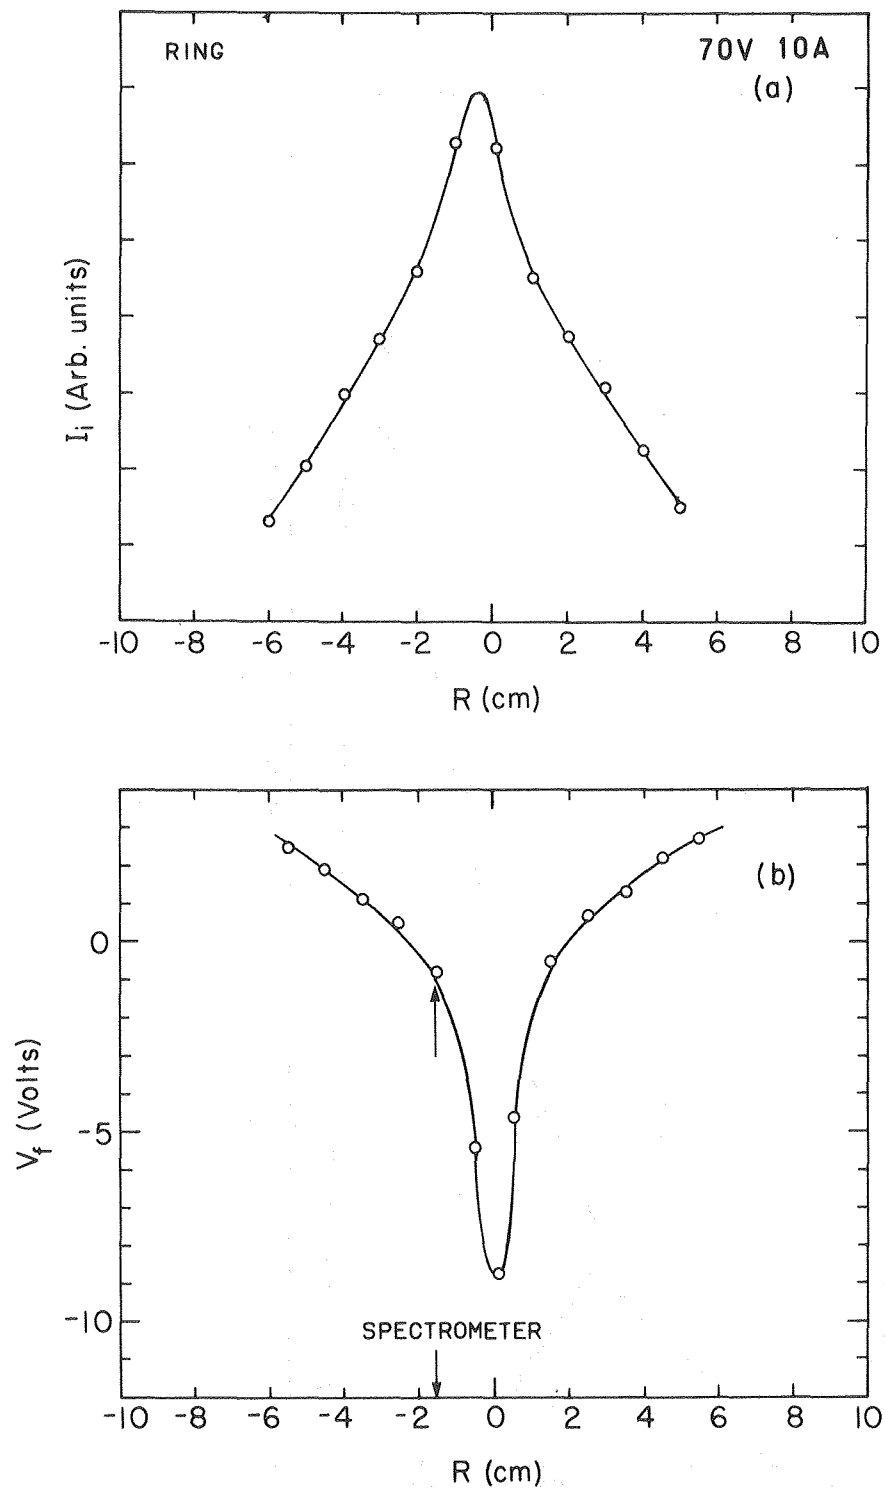 RING 70V 10A
(a)
Iᵢ (Arb. units)
-10 -8 -6 -4 -2 0 2 4 6 8 10
R (cm)
(b)
0
-5
-10
V_f (Volts)
SPECTROMETER
-10 -8 -6 -4 -2 0 2 4 6 8 10
R (cm)